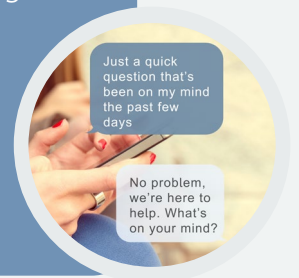 g
Just a quick
question that's
been on my mind
the past few
days
No problem,
we're here to
help. What's
on your mind?